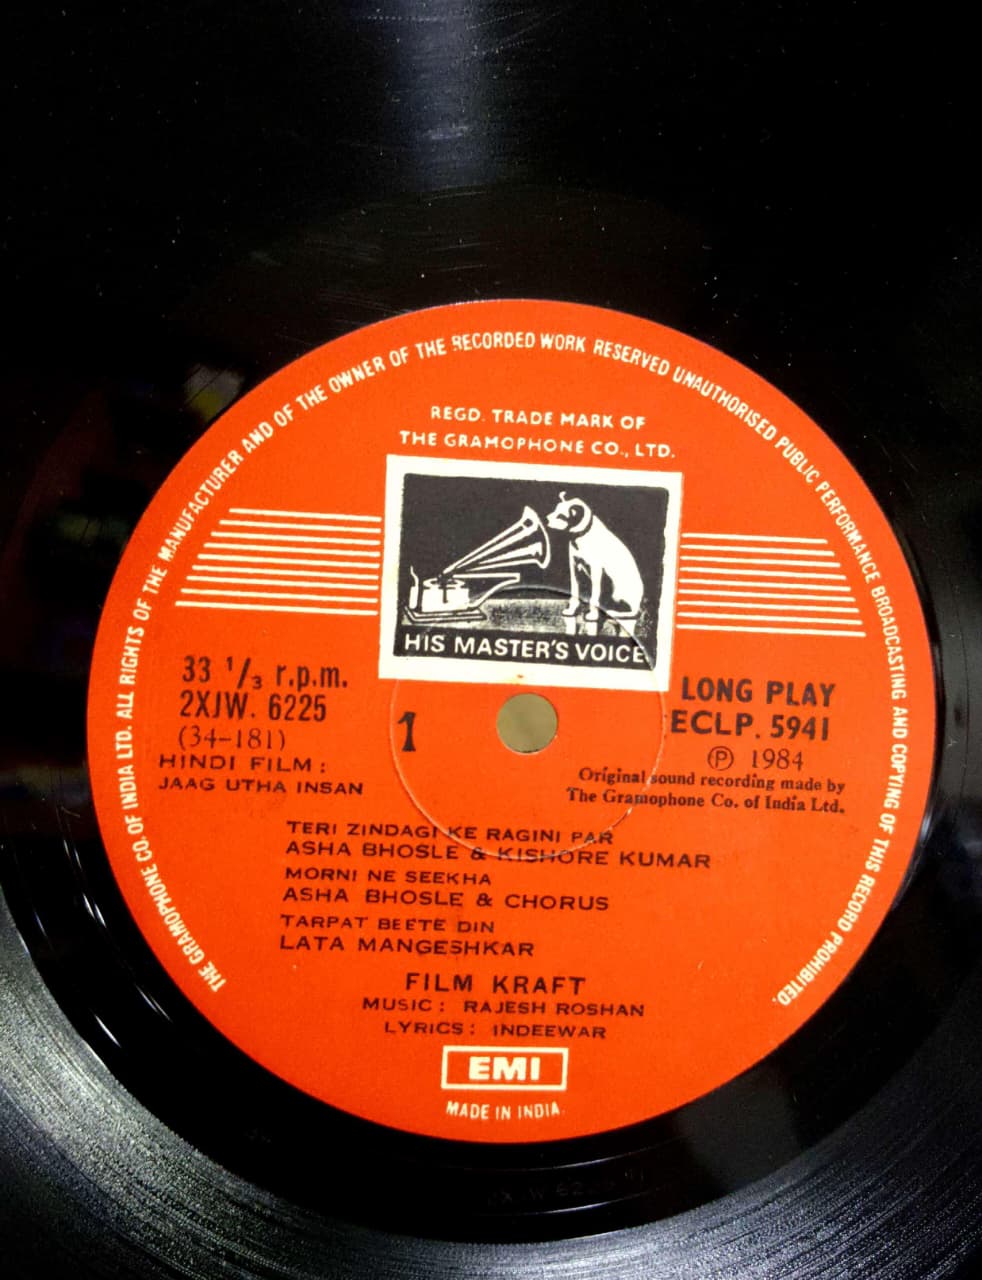 THE GRAMOPHONE CO. OF INDIA LTD. ALL RIGHTS OF THE MANUFACTURER AND OF THE OWNER OF THE RECORDED WORK RESERVED UNAUTHORISED PUBLIC PERFORMANCE BROADCASTING AND COPYING OF THIS RECORD PROHIBITED.
REGD. TRADE MARK OF
THE GRAMOPHONE CO., LTD.
HIS MASTER'S VOICE
33 1/3 r.p.m.
2XJW. 6225
(34-181)
HINDI FILM :
JAAG UTHA INSAN
1
LONG PLAY
ECLP. 5941
Ⓟ 1984
Original sound recording made by
The Gramophone Co. of India Ltd.
TERI ZINDAGI KE RAGINI PAR
ASHA BHOSLE & KISHORE KUMAR
MORNI NE SEEKHA
ASHA BHOSLE & CHORUS
TARPAT BEETE DIN
LATA MANGESHKAR
FILM KRAFT
MUSIC : RAJESH ROSHAN
LYRICS : INDEEWAR
EMI
MADE IN INDIA.